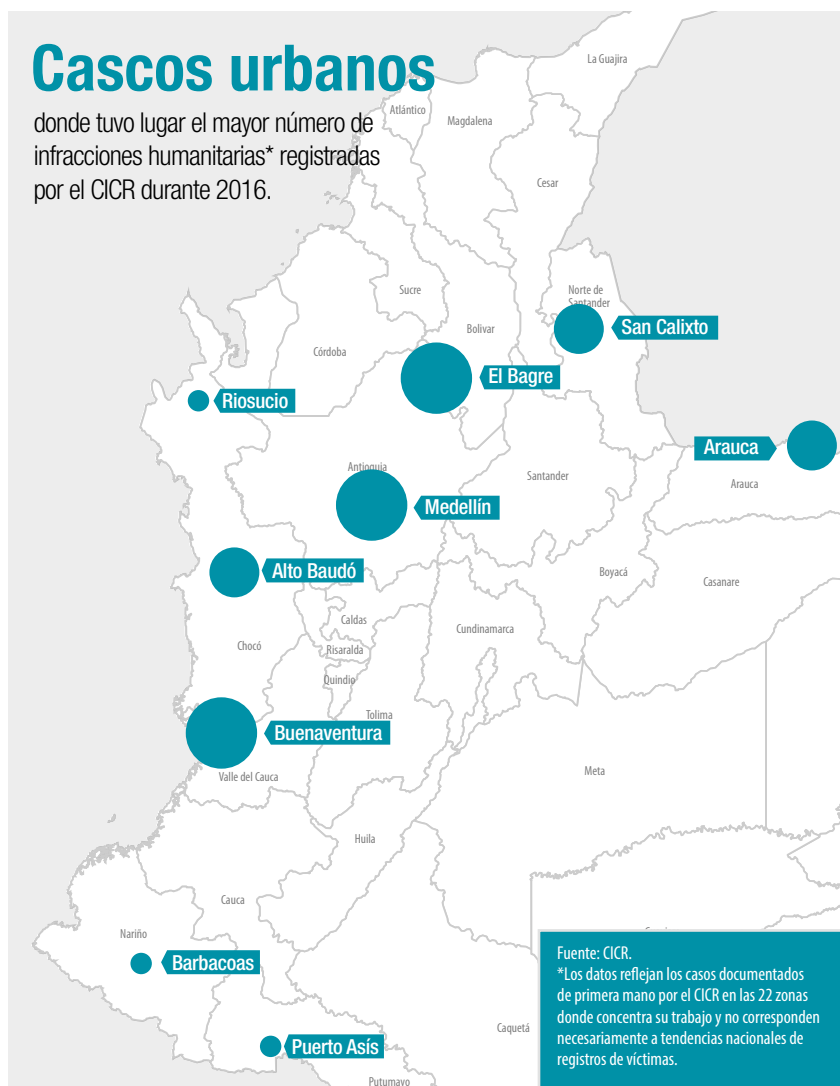 Cascos urbanos
donde tuvo lugar el mayor número de
infracciones humanitarias* registradas
por el CICR durante 2016.
La Guajira
Atlántico
Magdalena
Cesar
Sucre
Norte de
Santander
San Calixto
Bolivar
Córdoba
El Bagre
Riosucio
Arauca
Antioquia
Santander
Arauca
Medellín
Alto Baudó
Boyacá
Casanare
Caldas
Cundinamarca
Chocó
Risaralda
Quindio
Tolima
Buenaventura
Valle del Cauca
Meta
Huila
Cauca
Nariño
Barbacoas
Puerto Asís
Caquetá
Putumayo
Fuente: CICR.
*Los datos reflejan los casos documentados
de primera mano por el CICR en las 22 zonas
donde concentra su trabajo y no corresponden
necesariamente a tendencias nacionales de
registros de víctimas.